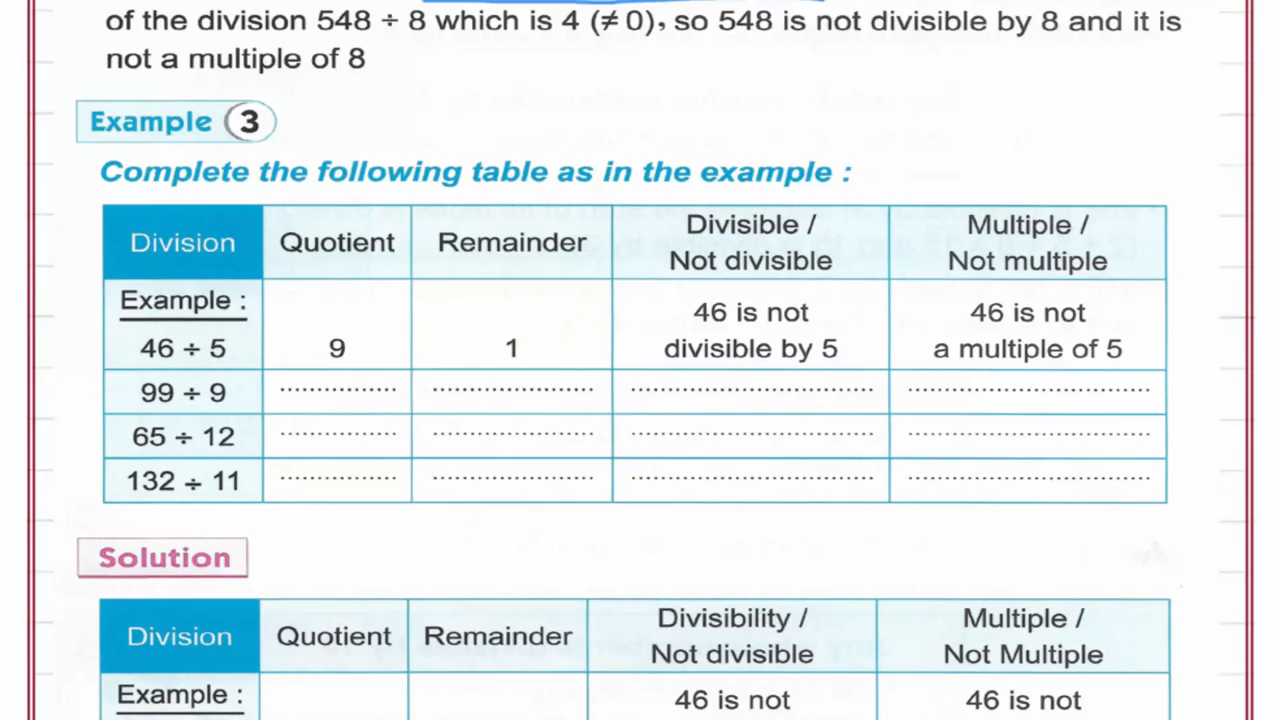 of the division 548 ÷ 8 which is 4 (≠ 0), so 548 is not divisible by 8 and it is
not a multiple of 8
Example 3
Complete the following table as in the example :
Division Quotient Remainder Divisible / Not divisible Multiple / Not multiple
Example :
46 ÷ 5 9 1 46 is not divisible by 5 46 is not a multiple of 5
99 ÷ 9 .................. .................. .................. ..................
65 ÷ 12 .................. .................. .................. ..................
132 ÷ 11 .................. .................. .................. ..................
Solution
Division Quotient Remainder Divisibility / Not divisible Multiple / Not Multiple
Example : 46 is not 46 is not